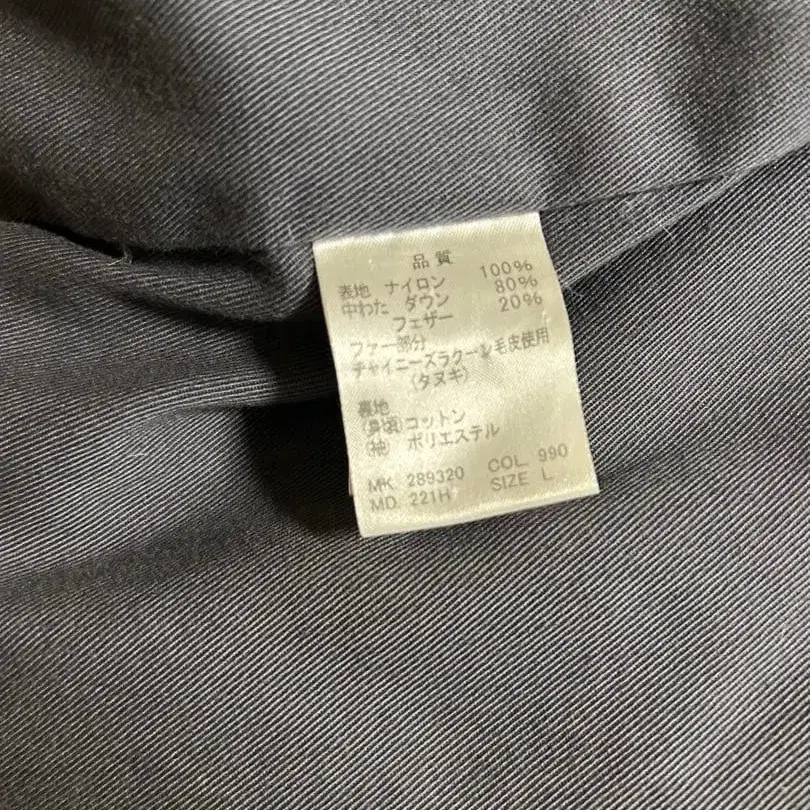 品質
表地 ナイロン 100%
中わた ダウン 80%
フェザー 20%
ファー部分
チャイニーズラクーン毛皮使用
(タヌキ)
裏地
(身頃)コットン
(袖) ポリエステル
MK. 289320 COL. 990
MD. 221H SIZE L